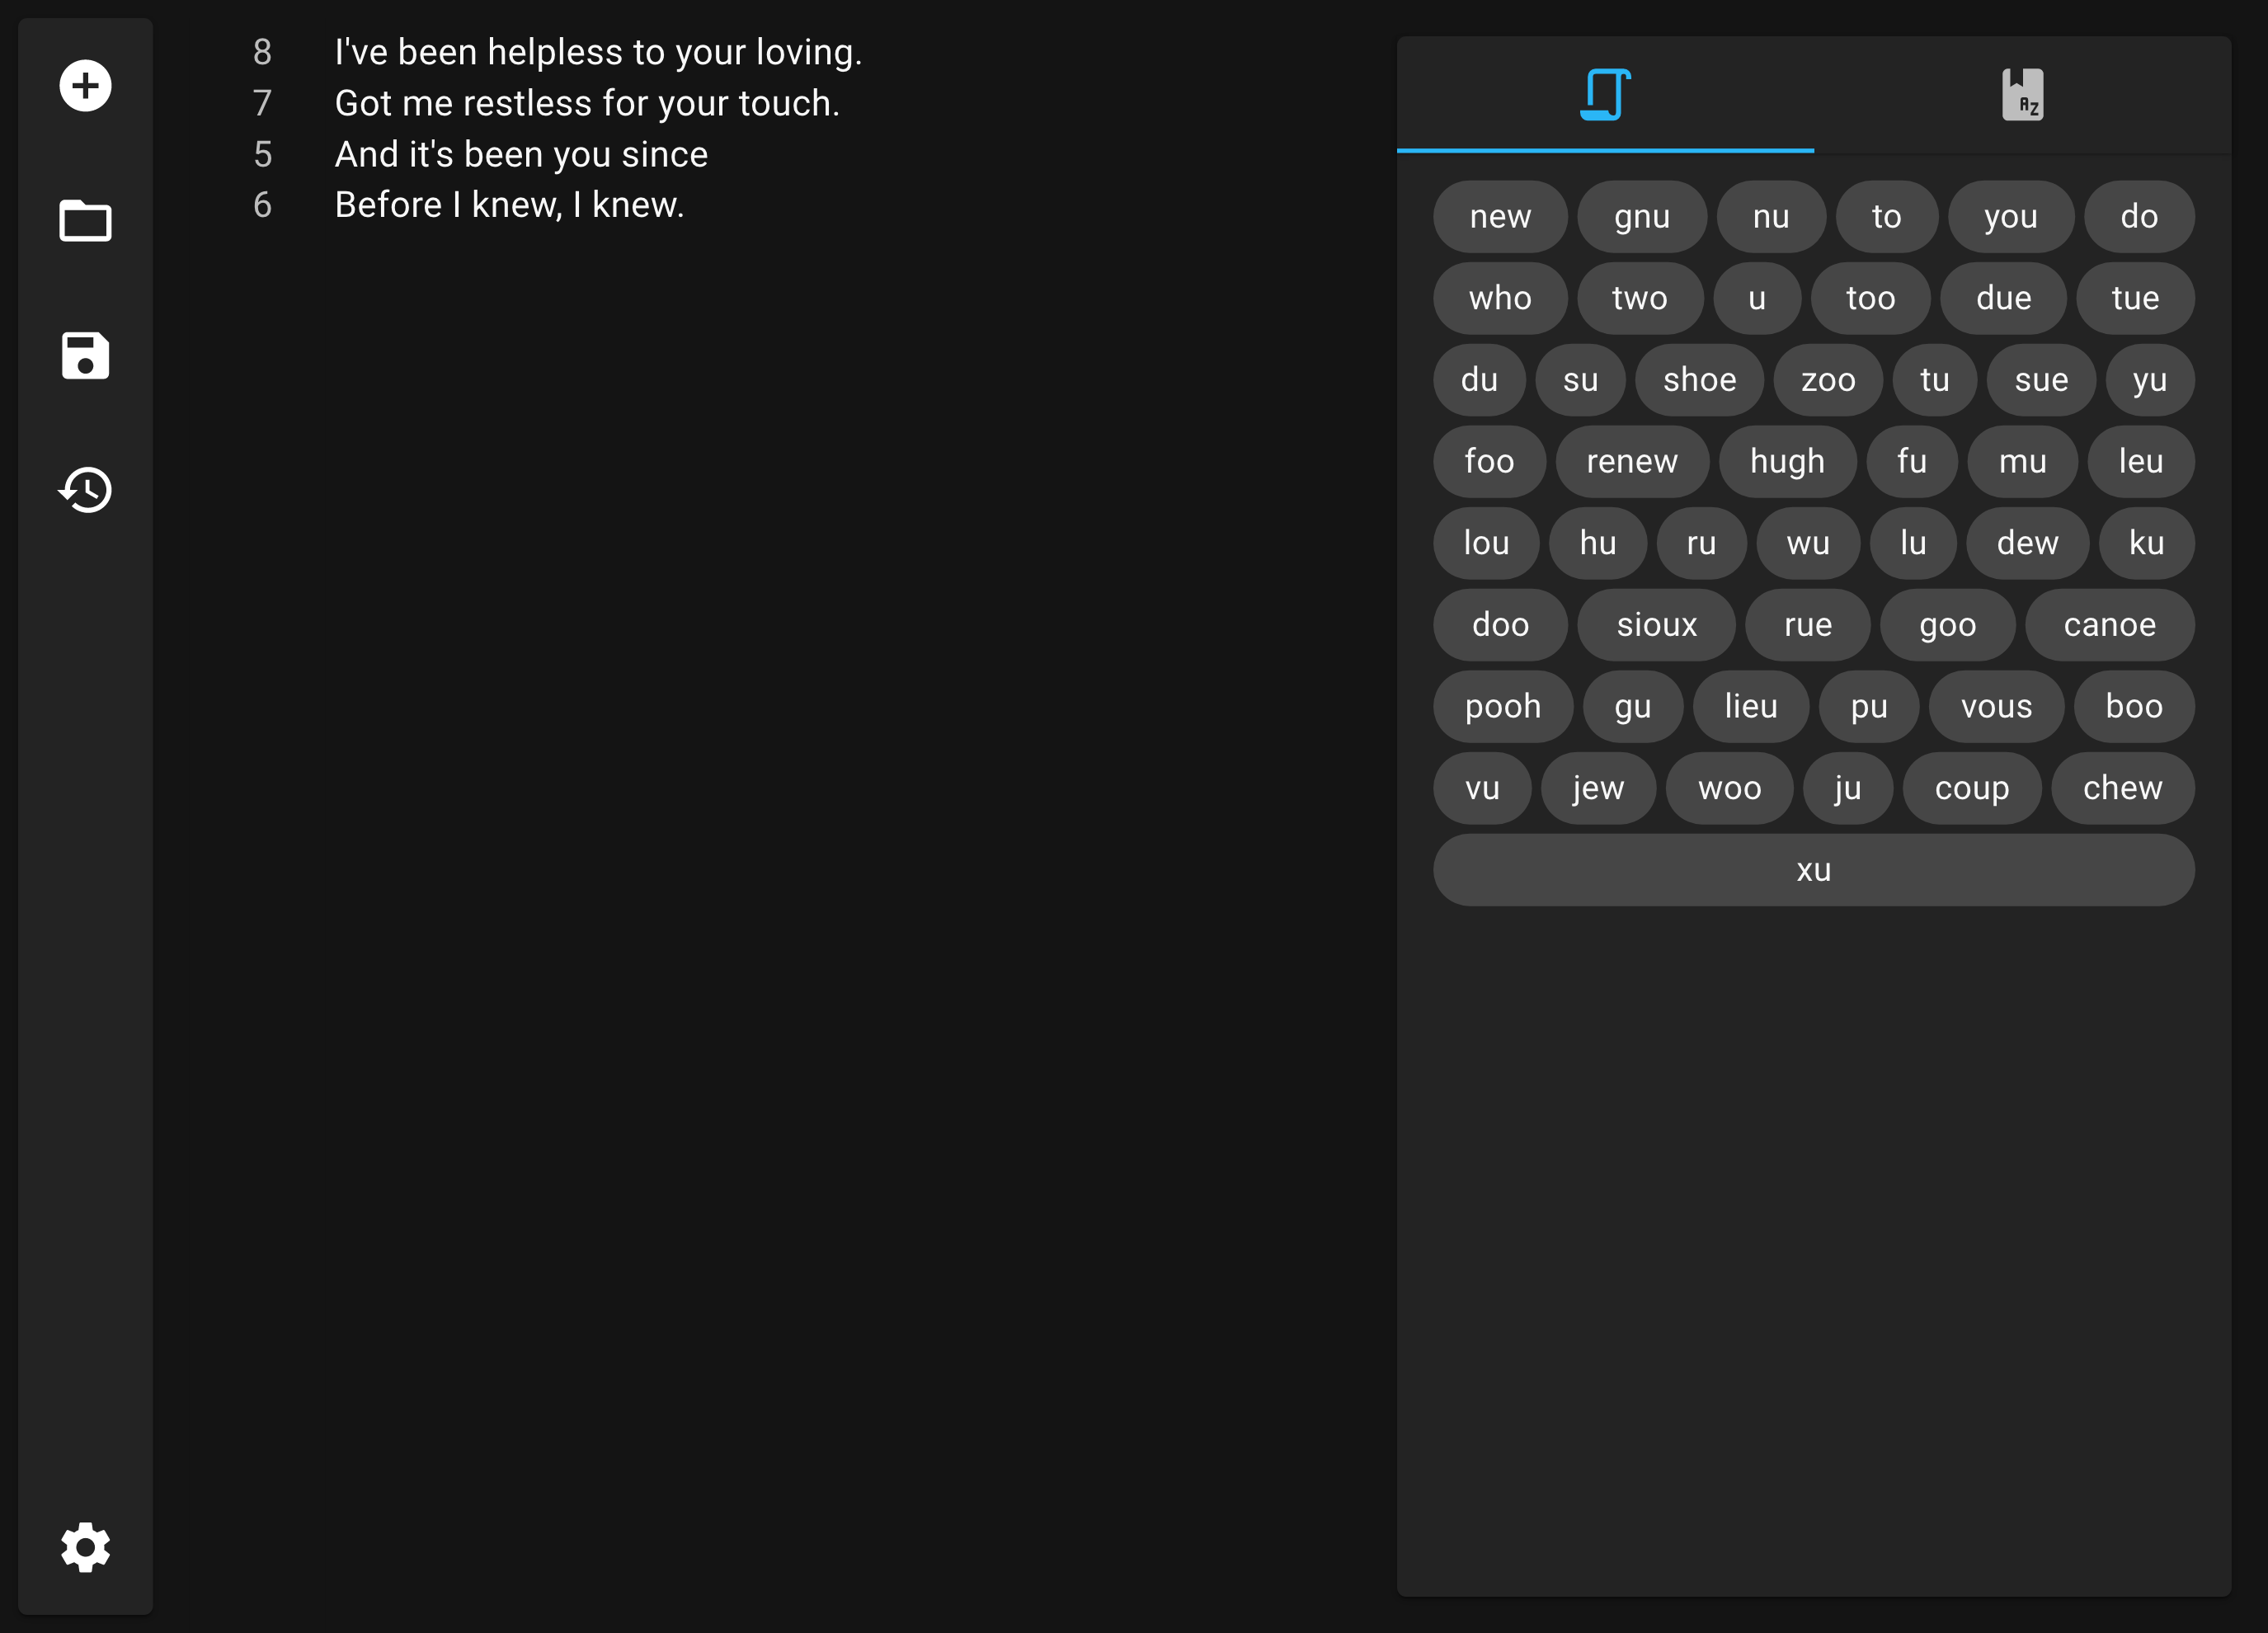 8 I've been helpless to your loving.
7 Got me restless for your touch.
5 And it's been you since
6 Before I knew, I knew.
A Z
new gnu nu to you do
who two u too due tue
du su shoe zoo tu sue yu
foo renew hugh fu mu leu
lou hu ru wu lu dew ku
doo sioux rue goo canoe
pooh gu lieu pu vous boo
vu jew woo ju coup chew
xu